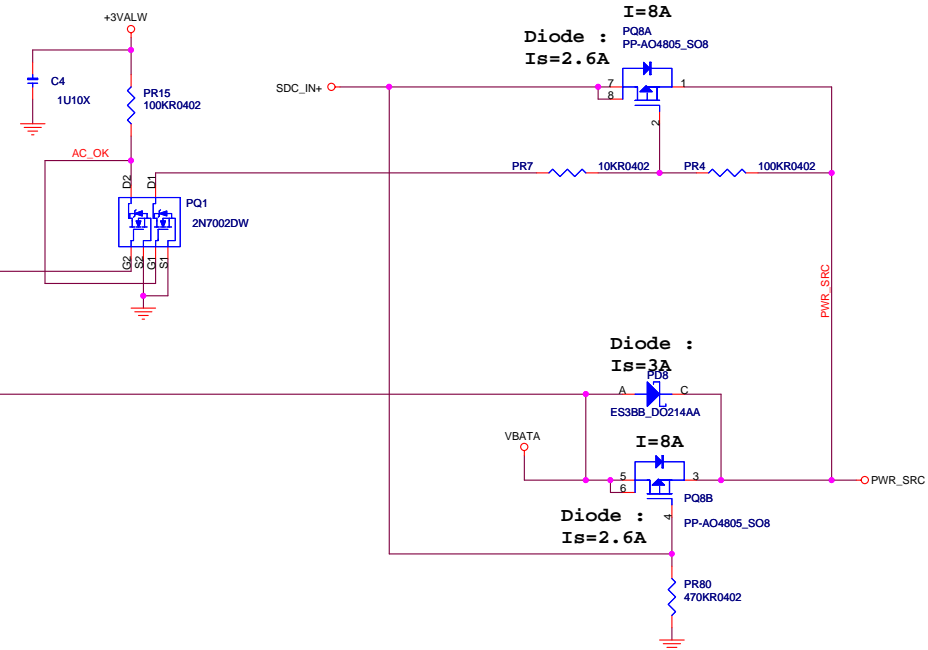 I=8A
+3VALW
PQ8A
Diode :
PP-AO4805_SO8
Is=2.6A
C4
1U10X
PR15
100KR0402
SDC_IN+
7
8
1
2
AC_OK
PR7
10KR0402
PR4
100KR0402
D2
D1
PQ1
2N7002DW
G2
S2
G1
S1
PWR_SRC
Diode :
Is=3A
PD8
A
C
ES3BB_DO214AA
VBATA
I=8A
5
6
3
PWR_SRC
PQ8B
4
Diode :
PP-AO4805_SO8
Is=2.6A
PR80
470KR0402